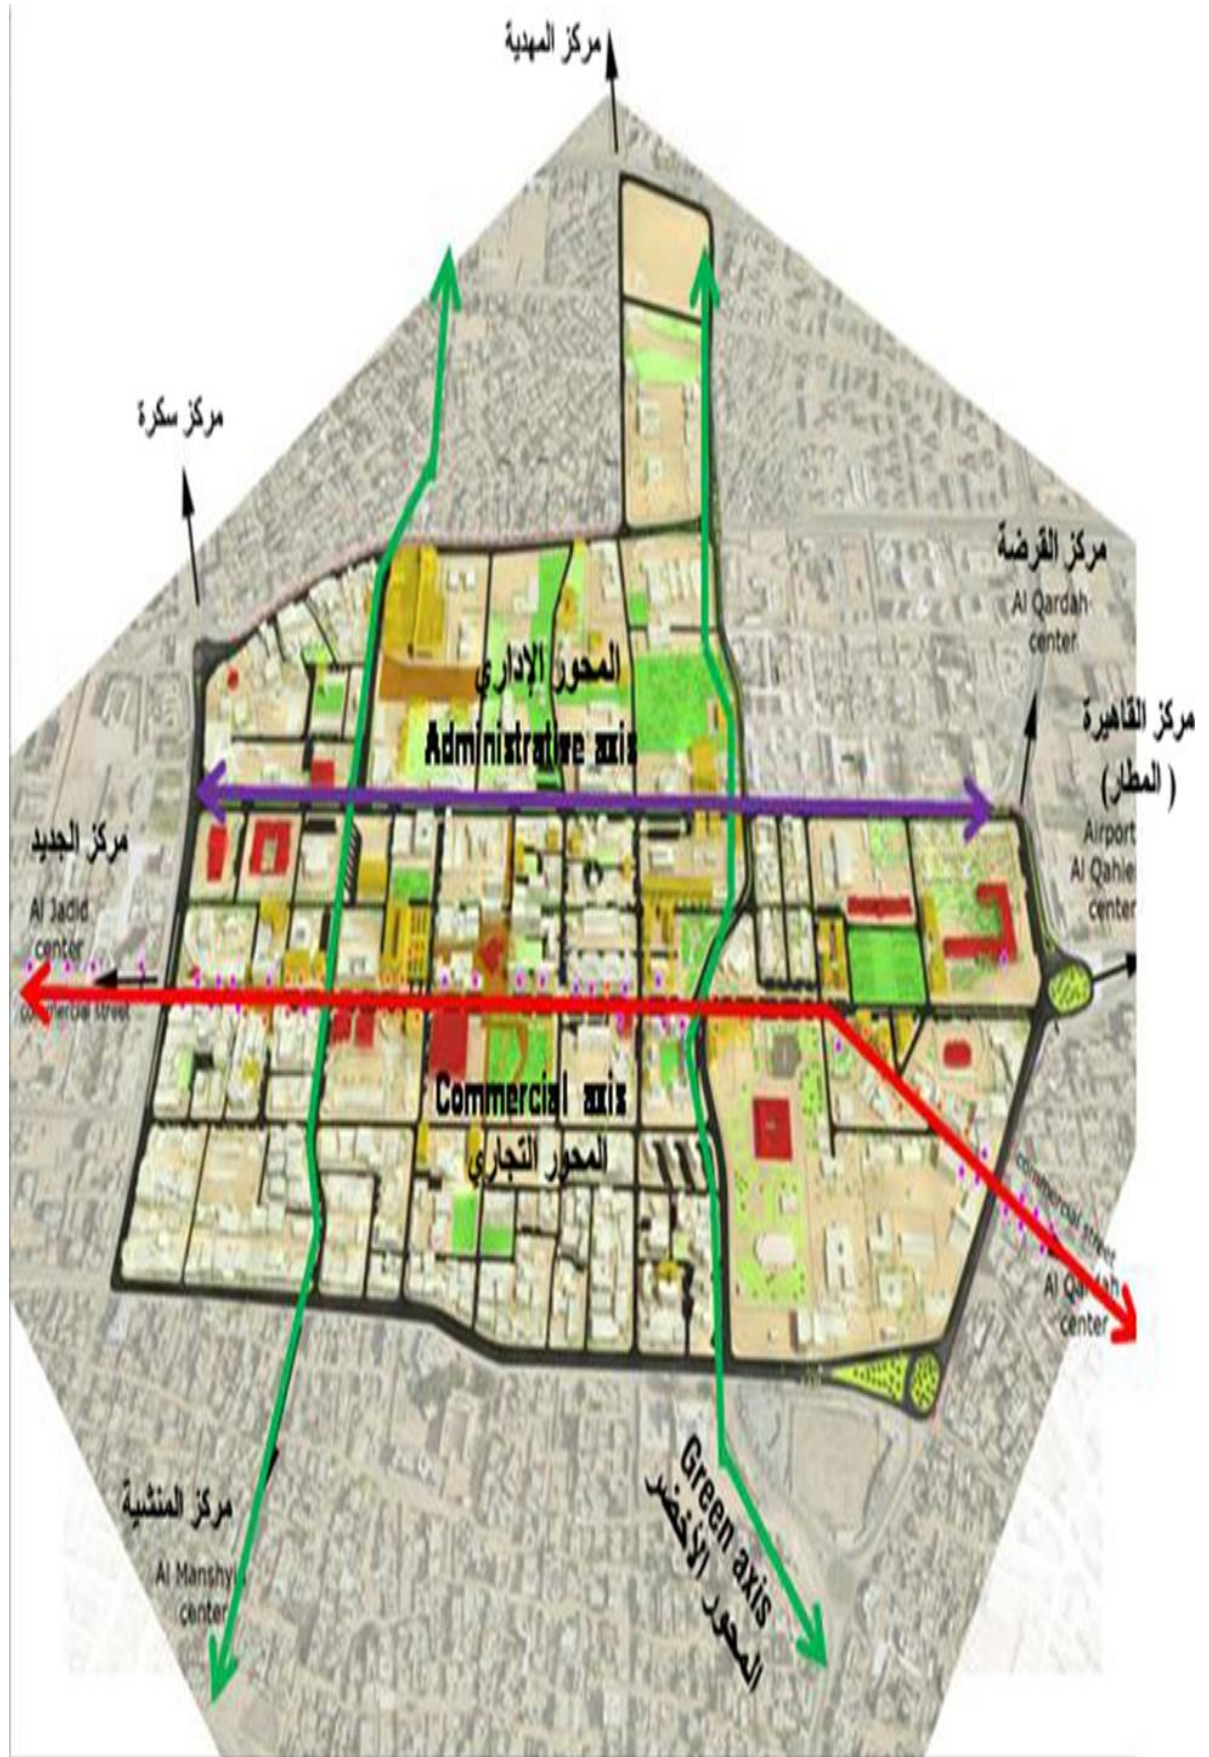 مركز المهدية
مركز سكرة
مركز القرضة
Al Qardah
center
المحور الإداري
Administrative axis
مركز القاهيرة
( المطار)
Airport
Al Qahie
center
مركز الجديد
Al Jadid
center
commercial street
Commercial axis
المحور التجاري
commercial street
Al Qardah
center
Green axis
المحور الأخضر
مركز المنشية
Al Manshy
center